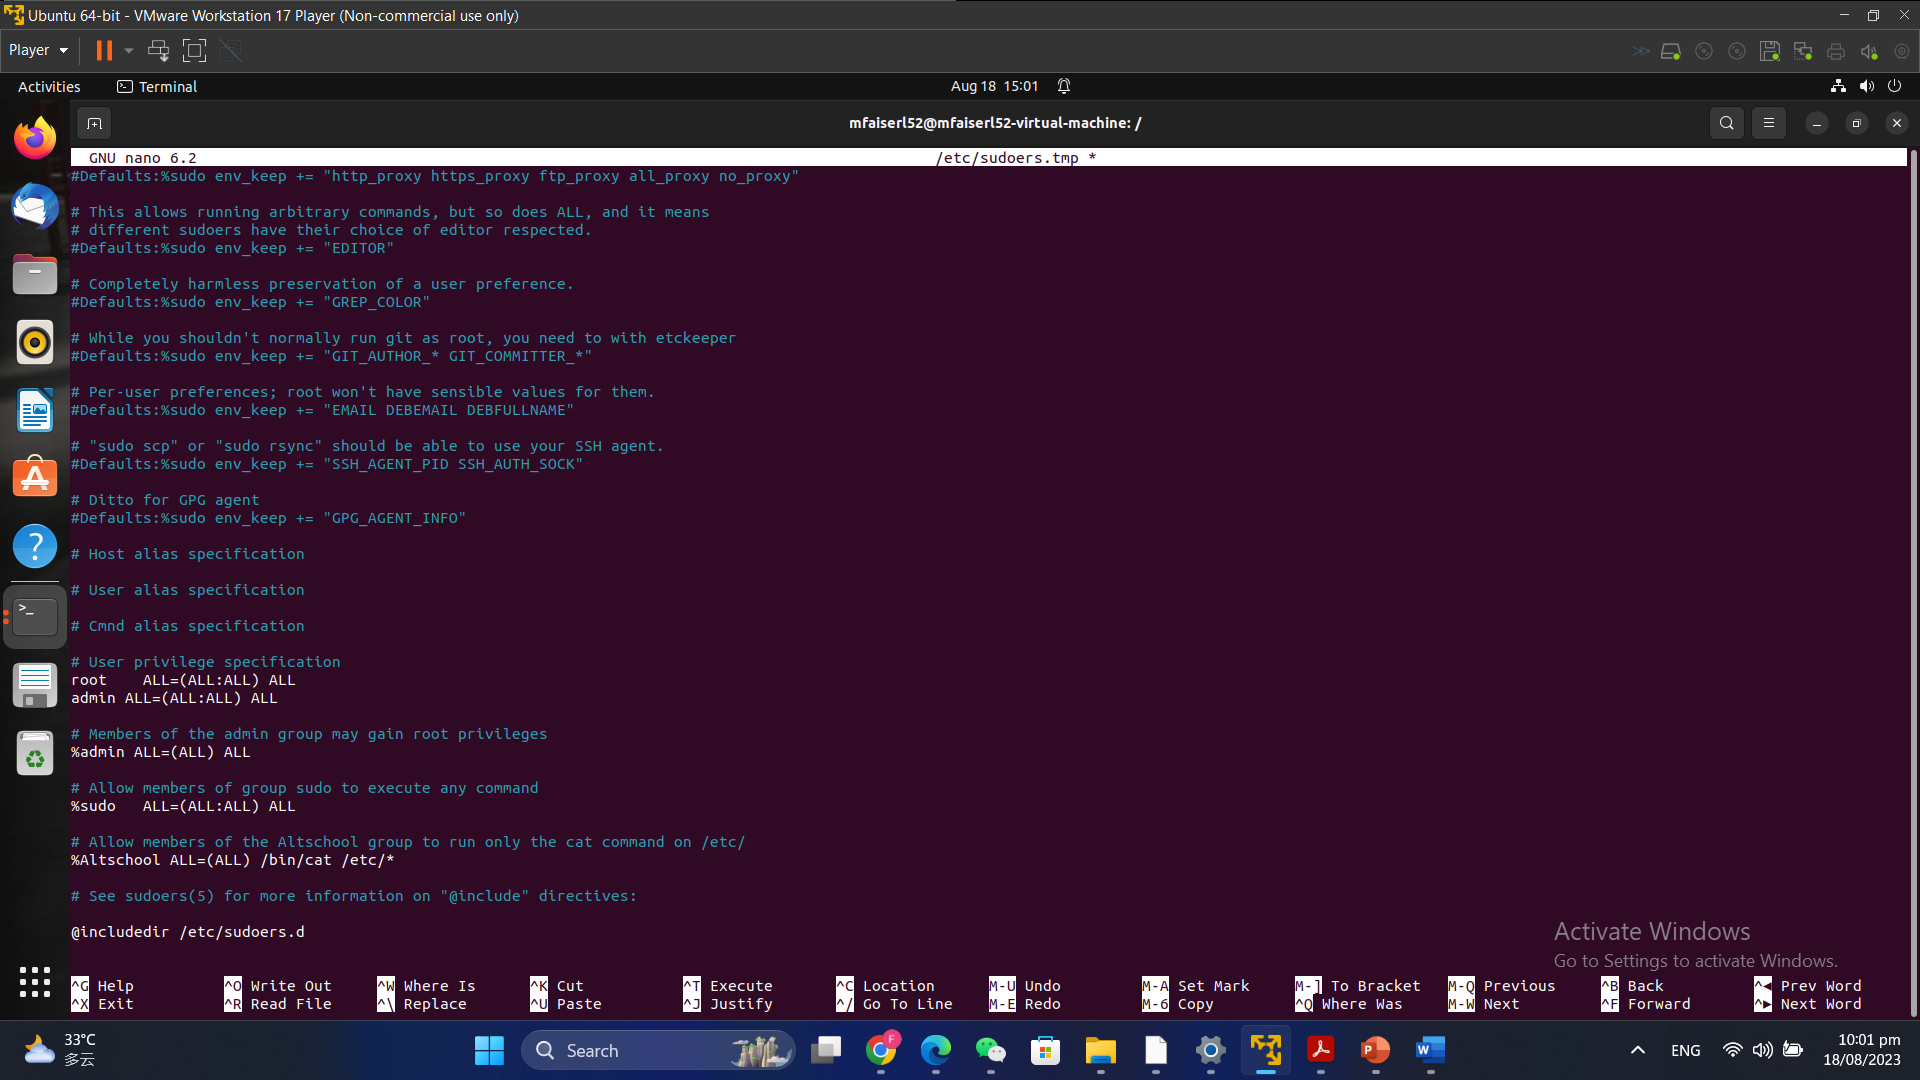 Ubuntu 64-bit - VMware Workstation 17 Player (Non-commercial use only)
Player
Activities
Terminal
Aug 18 15:01
mfaiserl52@mfaiserl52-virtual-machine: /
GNU nano 6.2
/etc/sudoers.tmp *
#Defaults:%sudo env_keep += "http_proxy https_proxy ftp_proxy all_proxy no_proxy"
# This allows running arbitrary commands, but so does ALL, and it means
# different sudoers have their choice of editor respected.
#Defaults:%sudo env_keep += "EDITOR"
# Completely harmless preservation of a user preference.
#Defaults:%sudo env_keep += "GREP_COLOR"
# While you shouldn't normally run git as root, you need to with etckeeper
#Defaults:%sudo env_keep += "GIT_AUTHOR_* GIT_COMMITTER_*"
# Per-user preferences; root won't have sensible values for them.
#Defaults:%sudo env_keep += "EMAIL DEBEMAIL DEBFULLNAME"
# "sudo scp" or "sudo rsync" should be able to use your SSH agent.
#Defaults:%sudo env_keep += "SSH_AGENT_PID SSH_AUTH_SOCK"
# Ditto for GPG agent
#Defaults:%sudo env_keep += "GPG_AGENT_INFO"
# Host alias specification
# User alias specification
# Cmnd alias specification
# User privilege specification
root    ALL=(ALL:ALL) ALL
admin ALL=(ALL:ALL) ALL
# Members of the admin group may gain root privileges
%admin ALL=(ALL) ALL
# Allow members of group sudo to execute any command
%sudo   ALL=(ALL:ALL) ALL
# Allow members of the Altschool group to run only the cat command on /etc/
%Altschool ALL=(ALL) /bin/cat /etc/*
# See sudoers(5) for more information on "@include" directives:
@includedir /etc/sudoers.d
Activate Windows
Go to Settings to activate Windows.
^G Help ^O Write Out ^W Where Is ^K Cut ^T Execute ^C Location M-U Undo M-A Set Mark M-] To Bracket M-Q Previous ^B Back ^◂ Prev Word
^X Exit ^R Read File ^\ Replace ^U Paste ^J Justify ^/ Go To Line M-E Redo M-6 Copy ^Q Where Was M-W Next ^F Forward ^▸ Next Word
33°C
多云
Search
F
ENG
10:01 pm
18/08/2023